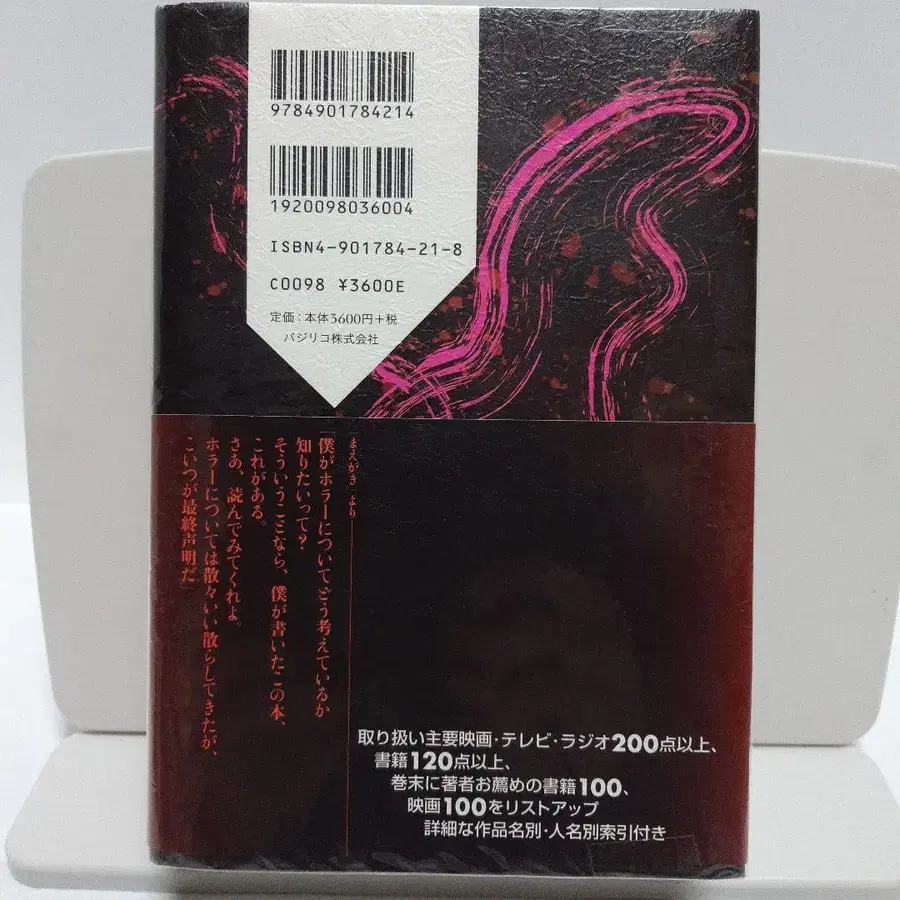 9784901784214
1920098036004
ISBN4-901784-21-8
C0098 ¥3600E
定価：本体3600円＋税
バジリコ株式会社
まえがき より
「僕がホラーについてどう考えているか
知りたいって？
そういうことなら、僕が書いたこの本、
これがある。
さあ、読んでみてくれよ。
ホラーについては散々いい散らしてきたが、
こいつが最終声明だ」
取り扱い主要映画・テレビ・ラジオ200点以上、
書籍120点以上、
巻末に著者お薦めの書籍100、
映画100をリストアップ
詳細な作品名別・人名別索引付き